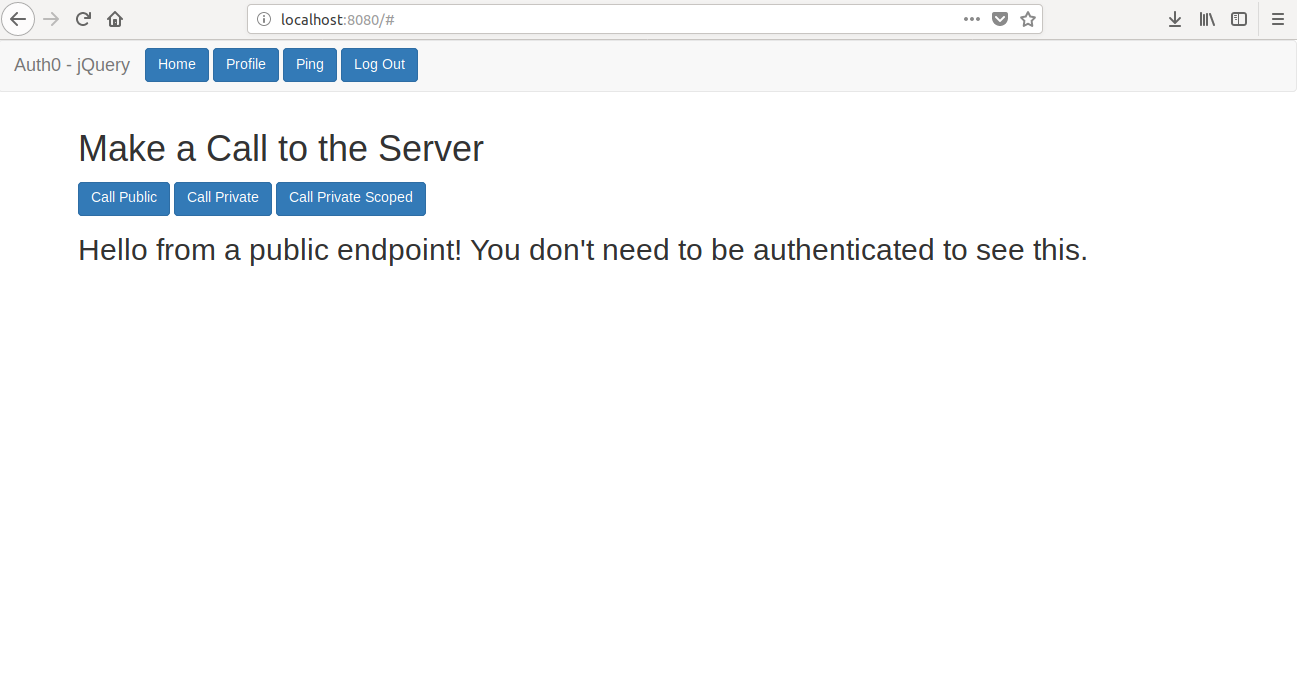 localhost:8080/#
Auth0 - jQuery Home Profile Ping Log Out
Make a Call to the Server
Call Public Call Private Call Private Scoped
Hello from a public endpoint! You don't need to be authenticated to see this.